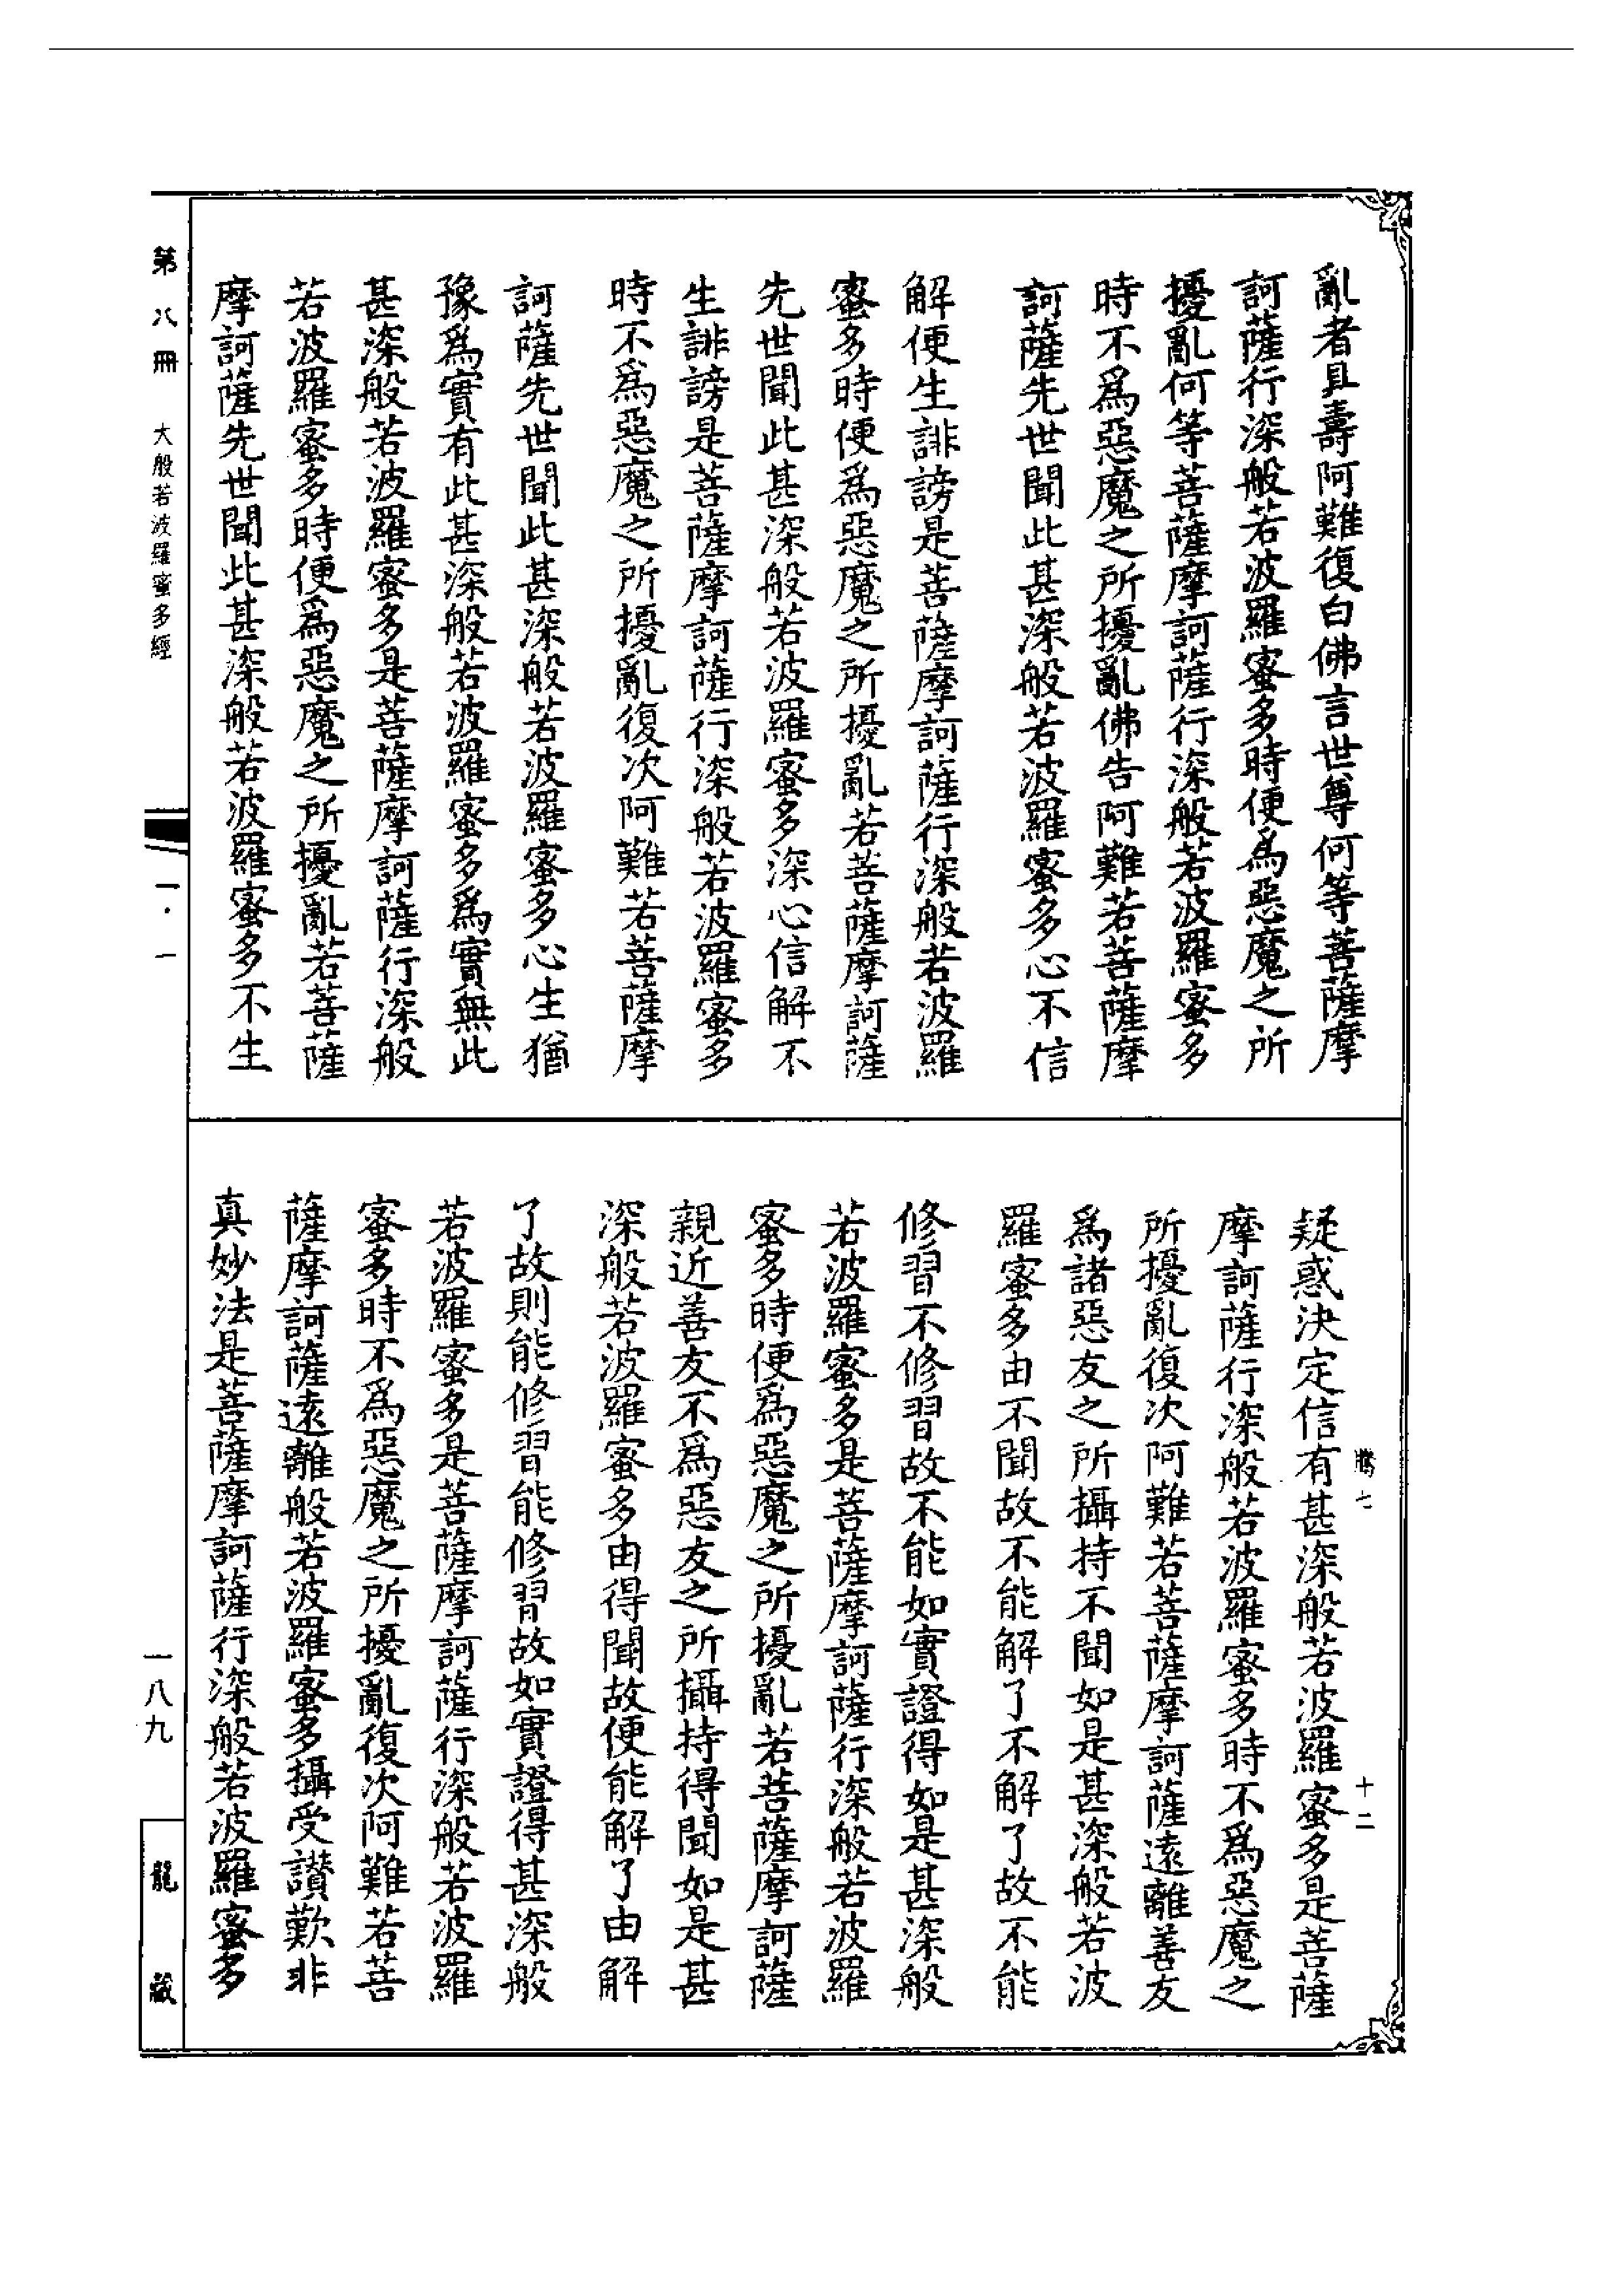 亂者具壽阿難復白佛言世尊何等菩薩摩
訶薩行深般若波羅蜜多時便為惡魔之所
擾亂何等菩薩摩訶薩行深般若波羅蜜多
時不為惡魔之所擾亂佛告阿難若菩薩摩
訶薩先世聞此甚深般若波羅蜜多心不信
解便生誹謗是菩薩摩訶薩行深般若波羅
蜜多時便為惡魔之所擾亂若菩薩摩訶薩
先世聞此甚深般若波羅蜜多深心信解不
生誹謗是菩薩摩訶薩行深般若波羅蜜多
時不為惡魔之所擾亂復次阿難若菩薩摩
訶薩先世聞此甚深般若波羅蜜多心生猶
豫為實有此甚深般若波羅蜜多為實無此
甚深般若波羅蜜多是菩薩摩訶薩行深般
若波羅蜜多時便為惡魔之所擾亂若菩薩
摩訶薩先世聞此甚深般若波羅蜜多不生
騰七 十二
疑惑決定信有甚深般若波羅蜜多是菩薩
摩訶薩行深般若波羅蜜多時不為惡魔之
所擾亂復次阿難若菩薩摩訶薩遠離善友
為諸惡友之所攝持不聞如是甚深般若波
羅蜜多由不聞故不能解了不解了故不能
修習不修習故不能如實證得如是甚深般
若波羅蜜多是菩薩摩訶薩行深般若波羅
蜜多時便為惡魔之所擾亂若菩薩摩訶薩
親近善友不為惡友之所攝持得聞如是甚
深般若波羅蜜多由得聞故便能解了由解
了故則能修習能修習故如實證得甚深般
若波羅蜜多是菩薩摩訶薩行深般若波羅
蜜多時不為惡魔之所擾亂復次阿難若菩
薩摩訶薩遠離般若波羅蜜多攝受讚歎非
真妙法是菩薩摩訶薩行深般若波羅蜜多
第八冊 大般若波羅蜜多經 一·一
一八九
龍藏